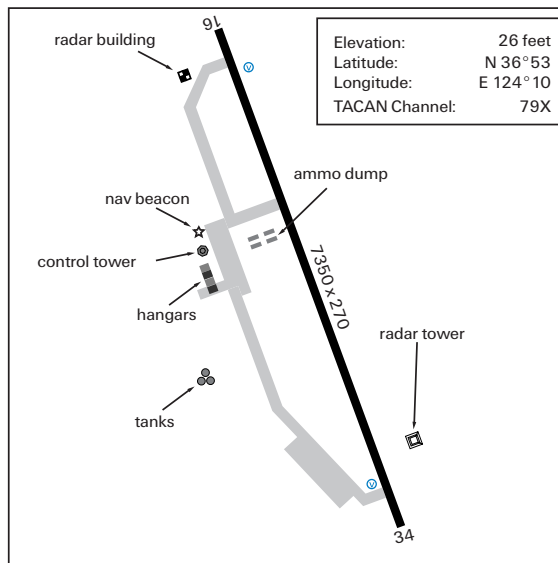 16
radar building
Elevation: 26 feet
Latitude: N 36°53
Longitude: E 124°10
TACAN Channel: 79X
V
ammo dump
nav beacon
control tower
hangars
7350 x 270
radar tower
tanks
V
34